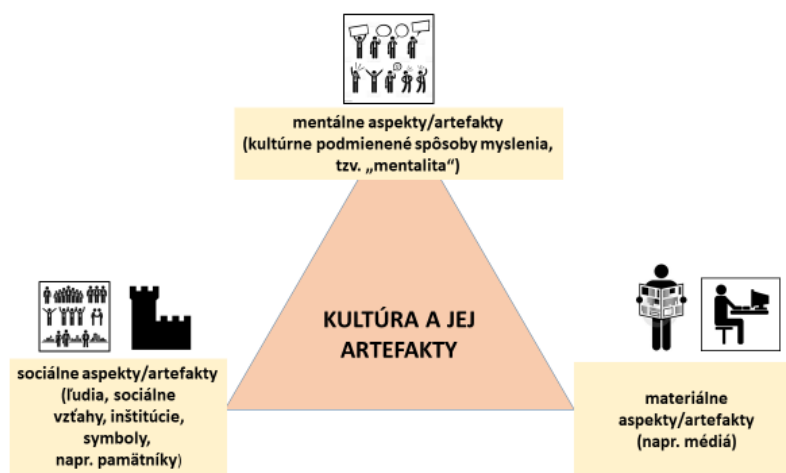 mentálne aspekty/artefakty
(kultúrne podmienené spôsoby myslenia,
tzv. „mentalita“)
KULTÚRA A JEJ
ARTEFAKTY
sociálne aspekty/artefakty
(ľudia, sociálne
vzťahy, inštitúcie,
symboly,
napr. pamätníky)
materiálne
aspekty/artefakty
(napr. médiá)